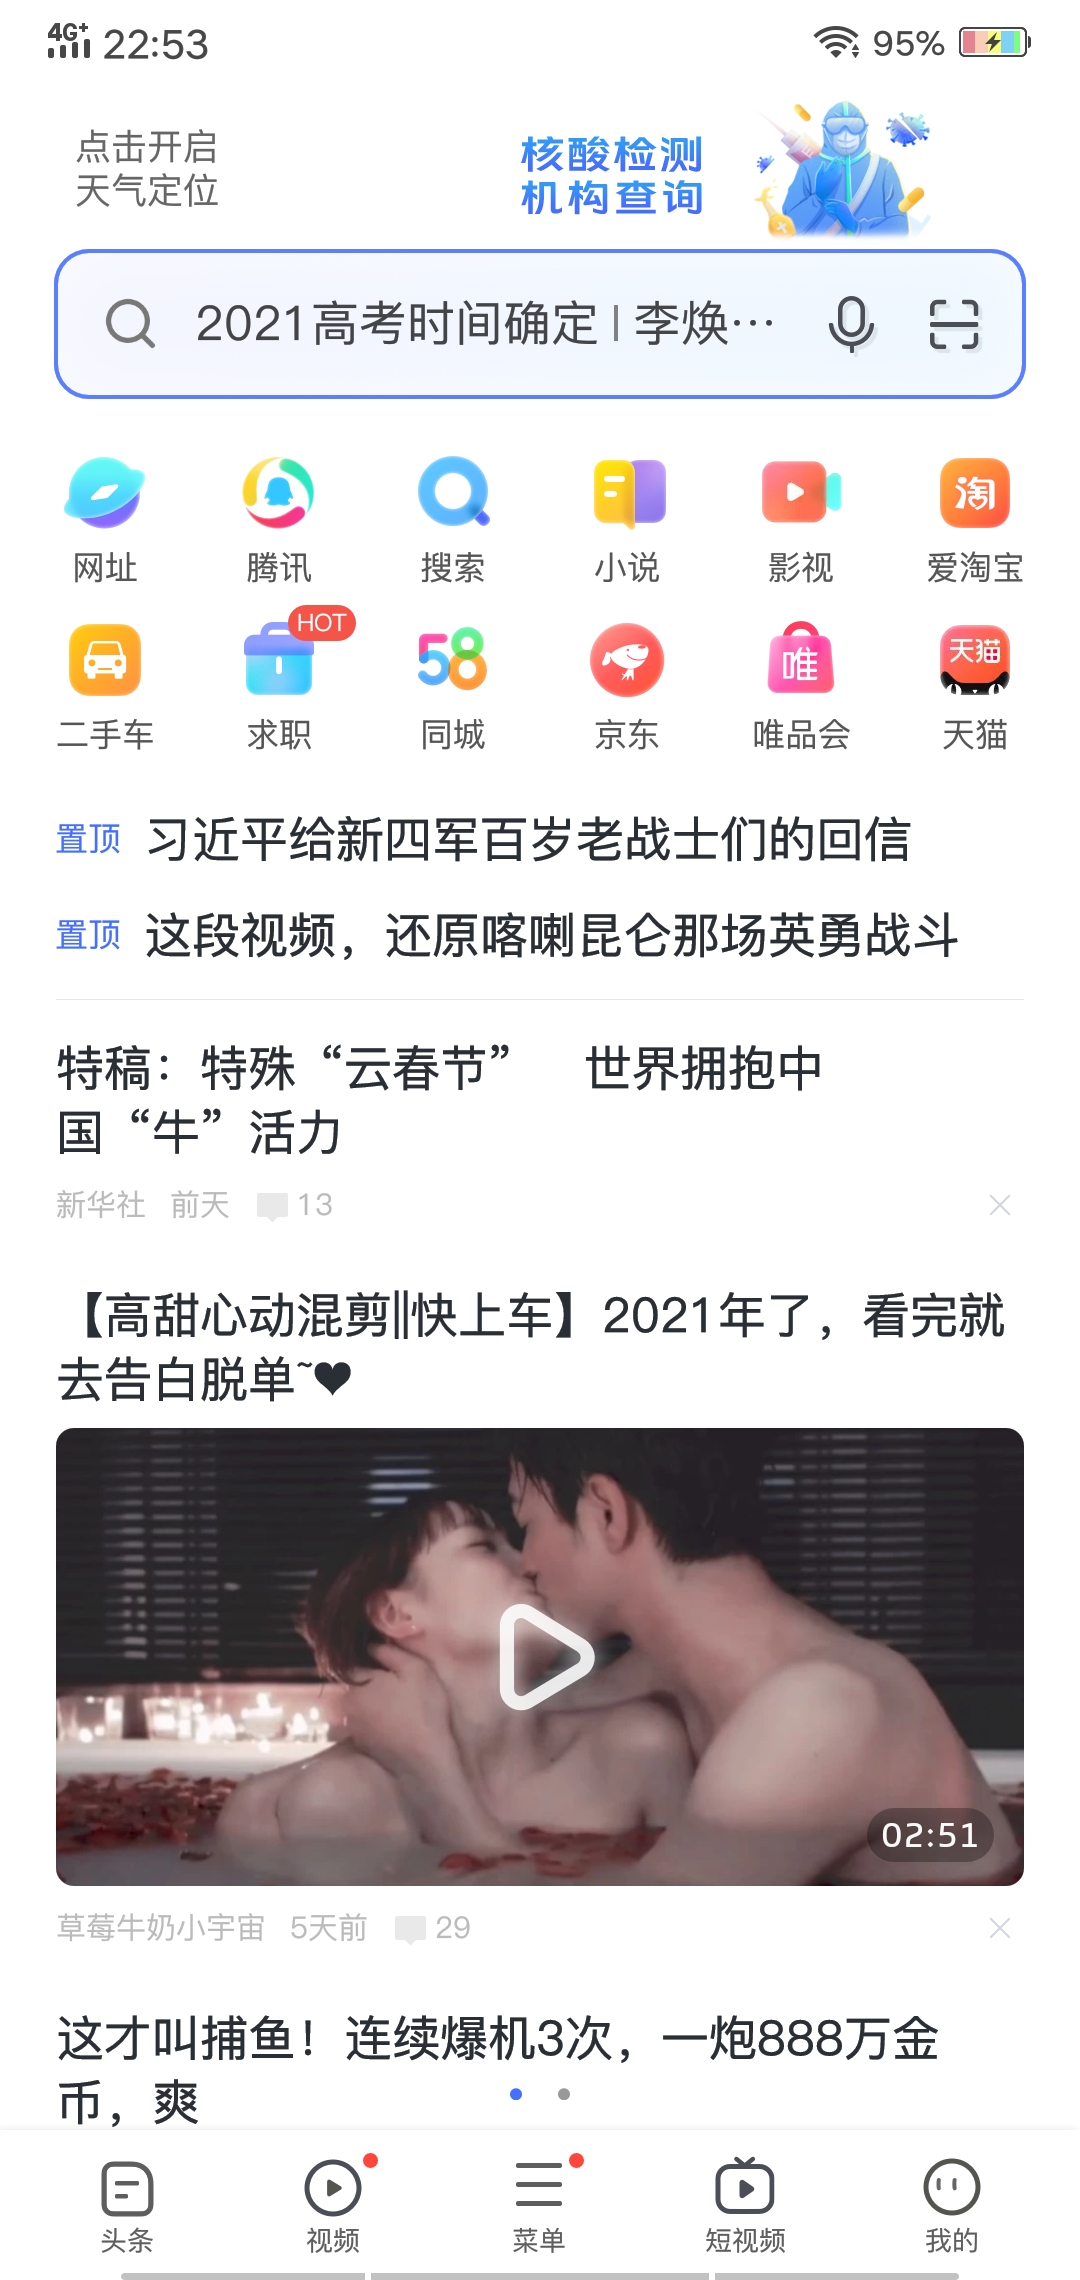 4G+ 22:53 95%
点击开启
天气定位
核酸检测
机构查询
2021高考时间确定 | 李焕…
网址 腾讯 搜索 小说 影视 爱淘宝
淘
HOT
58
唯
天猫
二手车 求职 同城 京东 唯品会 天猫
置顶 习近平给新四军百岁老战士们的回信
置顶 这段视频，还原喀喇昆仑那场英勇战斗
特稿：特殊“云春节” 世界拥抱中
国“牛”活力
新华社 前天 13
【高甜心动混剪||快上车】2021年了，看完就
去告白脱单~❤
02:51
草莓牛奶小宇宙 5天前 29
这才叫捕鱼！连续爆机3次，一炮888万金
币，爽
头条 视频 菜单 短视频 我的